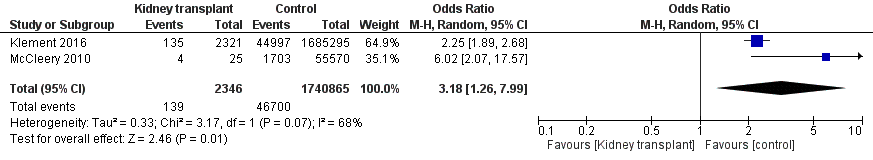 Kidney transplant Control Odds Ratio Odds Ratio
Study or Subgroup Events Total Events Total Weight M-H, Random, 95% CI M-H, Random, 95% CI
Klement 2016 135 2321 44997 1685295 64.9% 2.25 [1.89, 2.68]
McCleery 2010 4 25 1703 55570 35.1% 6.02 [2.07, 17.57]
Total (95% CI) 2346 1740865 100.0% 3.18 [1.26, 7.99]
Total events 139 46700
Heterogeneity: Tau² = 0.33; Chi² = 3.17, df = 1 (P = 0.07); I² = 68%
Test for overall effect: Z = 2.46 (P = 0.01)
0.1 0.2 0.5 1 2 5 10
Favours [Kidney transplant] Favours [control]